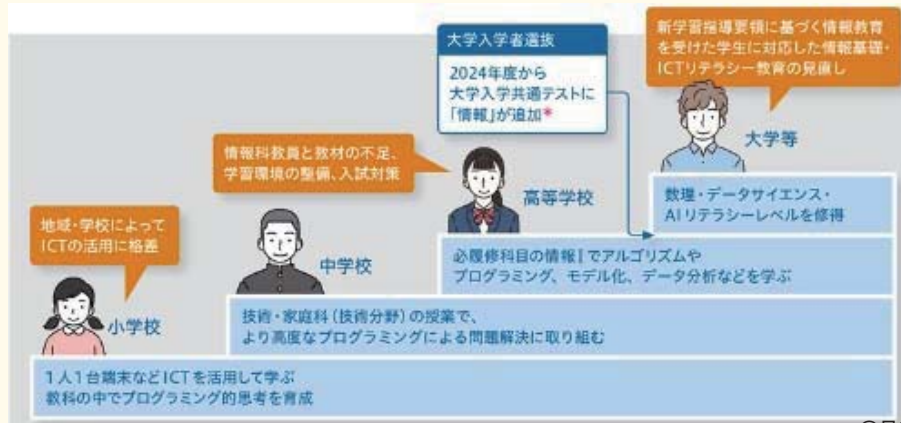 新学習指導要領に基づく情報教育
を受けた学生に対応した情報基礎・
ICTリテラシー教育の見直し
大学入学者選抜
2024年度から
大学入学共通テストに
「情報」が追加*
大学等
数理・データサイエンス・
AIリテラシーレベルを修得
情報科教員と教材の不足、
学習環境の整備、入試対策
高等学校
必履修科目の情報Ⅰでアルゴリズムや
プログラミング、モデル化、データ分析などを学ぶ
地域・学校によって
ICTの活用に格差
中学校
技術・家庭科(技術分野)の授業で、
より高度なプログラミングによる問題解決に取り組む
小学校
1人1台端末などICTを活用して学ぶ
教科の中でプログラミング的思考を育成